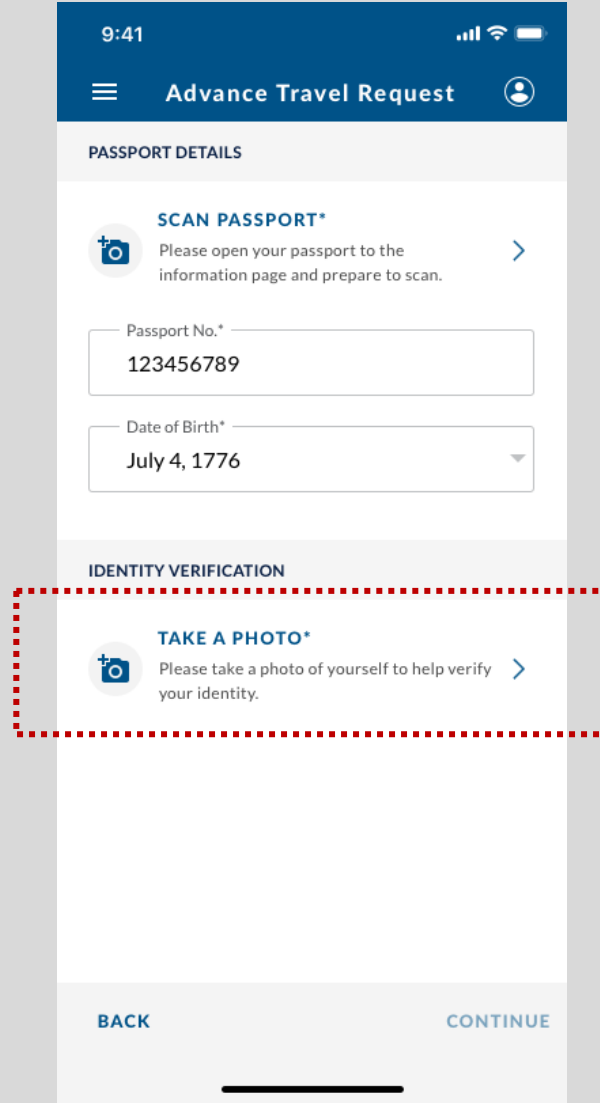 9:41
Advance Travel Request
PASSPORT DETAILS
SCAN PASSPORT*
Please open your passport to the
information page and prepare to scan.
Passport No.*
123456789
Date of Birth*
July 4, 1776
IDENTITY VERIFICATION
TAKE A PHOTO*
Please take a photo of yourself to help verify
your identity.
BACK
CONTINUE